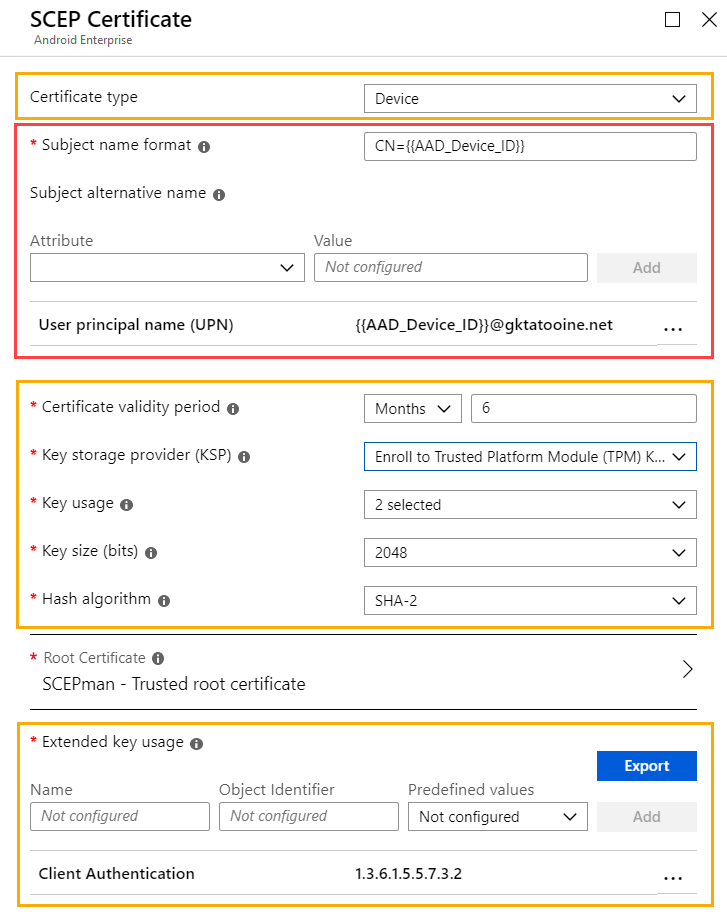 SCEP Certificate
Android Enterprise
Certificate type Device
* Subject name format CN={{AAD_Device_ID}}
Subject alternative name
Attribute Value
Not configured Add
User principal name (UPN) {{AAD_Device_ID}}@gktatooine.net ...
* Certificate validity period Months 6
* Key storage provider (KSP) Enroll to Trusted Platform Module (TPM) K...
* Key usage 2 selected
* Key size (bits) 2048
* Hash algorithm SHA-2
* Root Certificate
SCEPman - Trusted root certificate
* Extended key usage
Export
Name Object Identifier Predefined values
Not configured Not configured Not configured Add
Client Authentication 1.3.6.1.5.5.7.3.2 ...